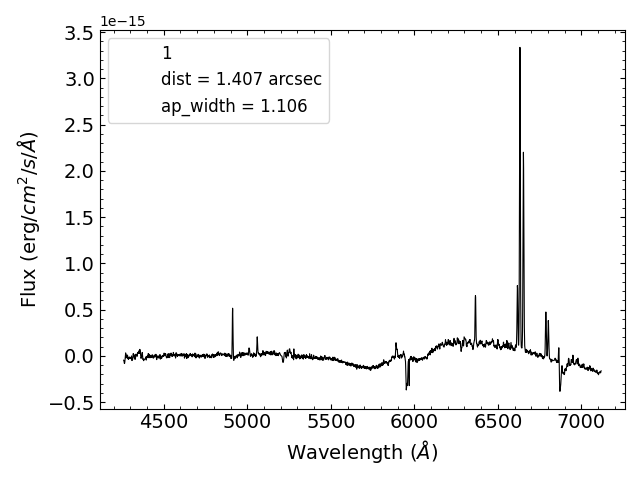 1e−15
3.5
3.0
2.5
2.0
1.5
1.0
0.5
0.0
−0.5
Flux (erg/cm²/s/Å)
1
dist = 1.407 arcsec
ap_width = 1.106
4500 5000 5500 6000 6500 7000
Wavelength (Å)